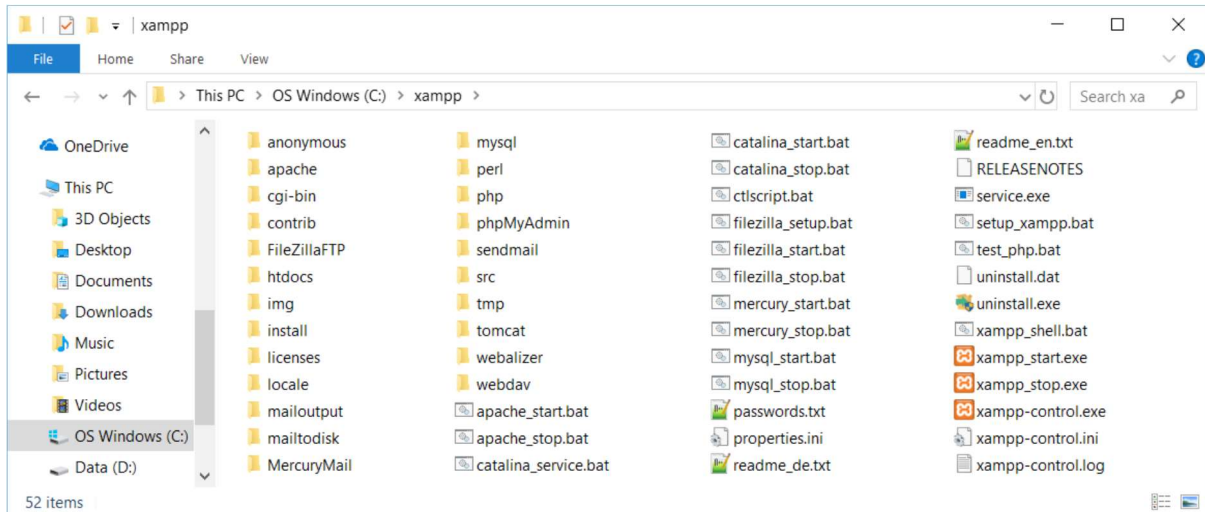 xampp
File Home Share View
This PC > OS Windows (C:) > xampp >
Search xa
OneDrive
This PC
3D Objects
Desktop
Documents
Downloads
Music
Pictures
Videos
OS Windows (C:)
Data (D:)
anonymous
apache
cgi-bin
contrib
FileZillaFTP
htdocs
img
install
licenses
locale
mailoutput
mailtodisk
MercuryMail
mysql
perl
php
phpMyAdmin
sendmail
src
tmp
tomcat
webalizer
webdav
apache_start.bat
apache_stop.bat
catalina_service.bat
catalina_start.bat
catalina_stop.bat
ctlscript.bat
filezilla_setup.bat
filezilla_start.bat
filezilla_stop.bat
mercury_start.bat
mercury_stop.bat
mysql_start.bat
mysql_stop.bat
passwords.txt
properties.ini
readme_de.txt
readme_en.txt
RELEASENOTES
service.exe
setup_xampp.bat
test_php.bat
uninstall.dat
uninstall.exe
xampp_shell.bat
xampp_start.exe
xampp_stop.exe
xampp-control.exe
xampp-control.ini
xampp-control.log
52 items